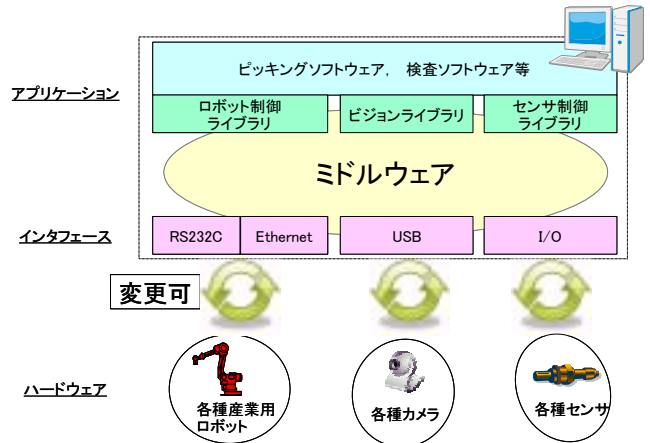 ピッキングソフトウェア, 検査ソフトウェア等
アプリケーション
ロボット制御
ライブラリ
ビジョンライブラリ
センサ制御
ライブラリ
ミドルウェア
インタフェース
RS232C
Ethernet
USB
I/O
変更可
ハードウェア
各種産業用
ロボット
各種カメラ
各種センサ